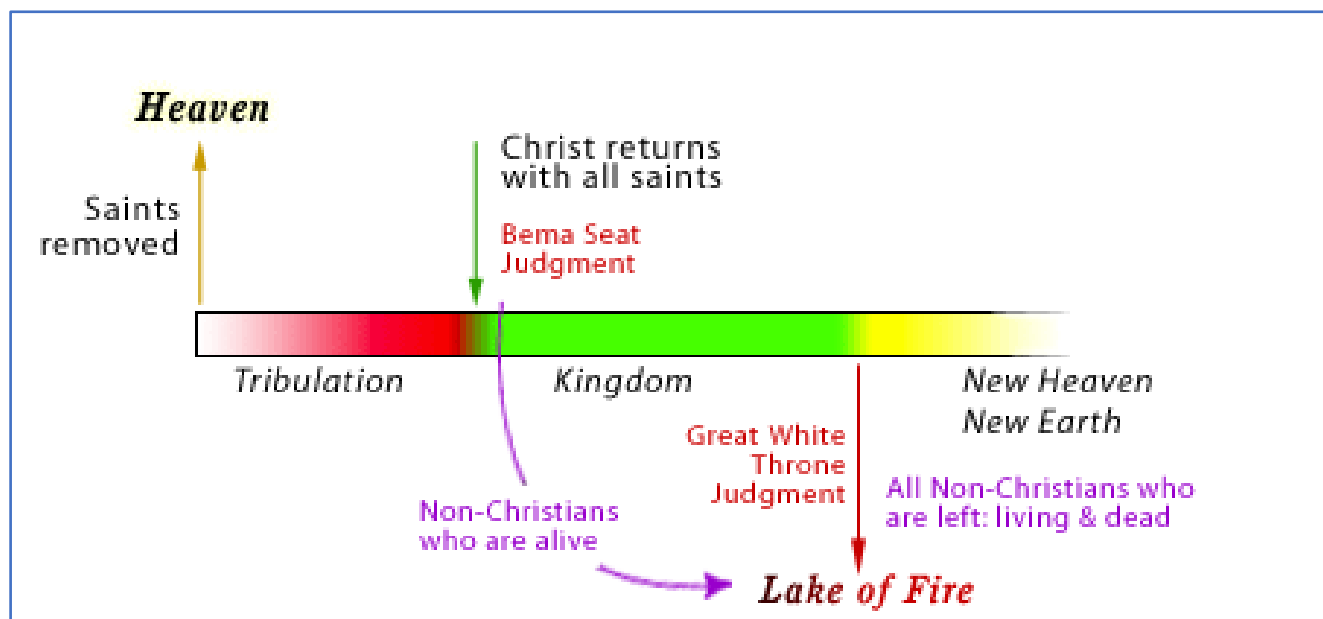 Heaven
Saints
removed
Christ returns
with all saints
Bema Seat
Judgment
Tribulation
Kingdom
New Heaven
New Earth
Great White
Throne
Judgment
All Non-Christians who
are left: living & dead
Non-Christians
who are alive
Lake of Fire